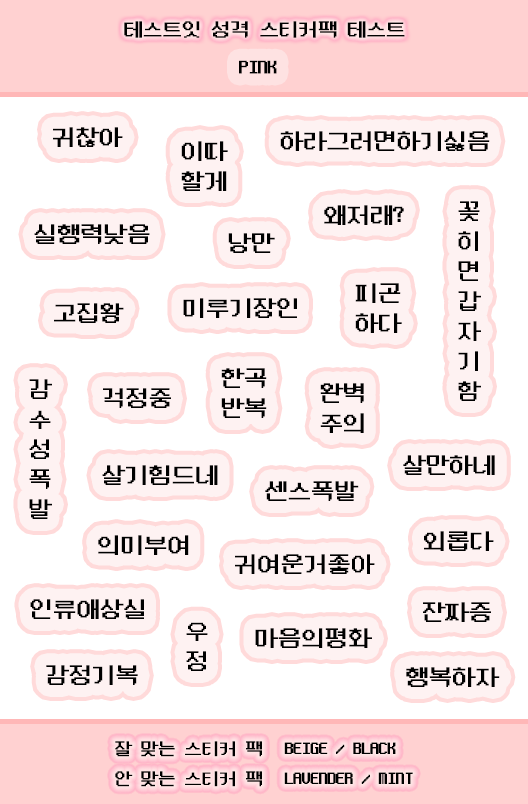 테스트잇 성격 스티커팩 테스트
PINK
귀찮아
이따
할게
하라그러면하기싫음
왜저래?
꽂
히
면
갑
자
기
함
실행력낮음
낭만
고집왕
미루기장인
피곤
하다
감
수
성
폭
발
걱정중
한곡
반복
완벽
주의
살기힘드네
센스폭발
살만하네
의미부여
귀여운거좋아
외롭다
인류애상실
우
정
마음의평화
잔짜증
감정기복
행복하자
잘 맞는 스티커 팩 BEIGE / BLACK
안 맞는 스티커 팩 LAVENDER / MINT